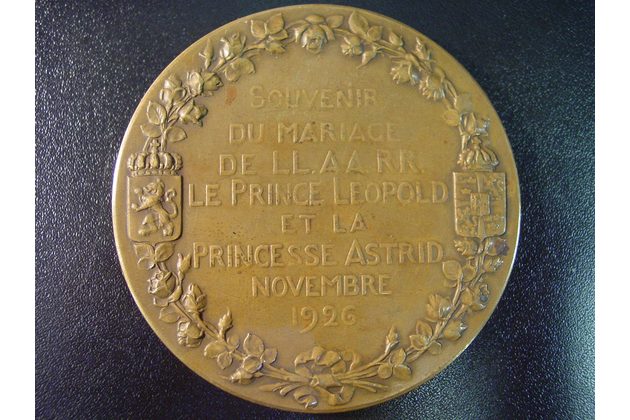 SOUVENIR
DU MARIAGE
DE LL.AA.RR.
LE PRINCE LEOPOLD
ET LA
PRINCESSE ASTRID
NOVEMBRE
1926